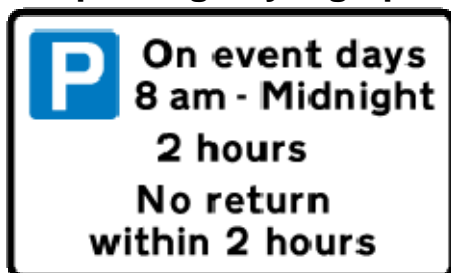 P On event days
8 am - Midnight
2 hours
No return
within 2 hours